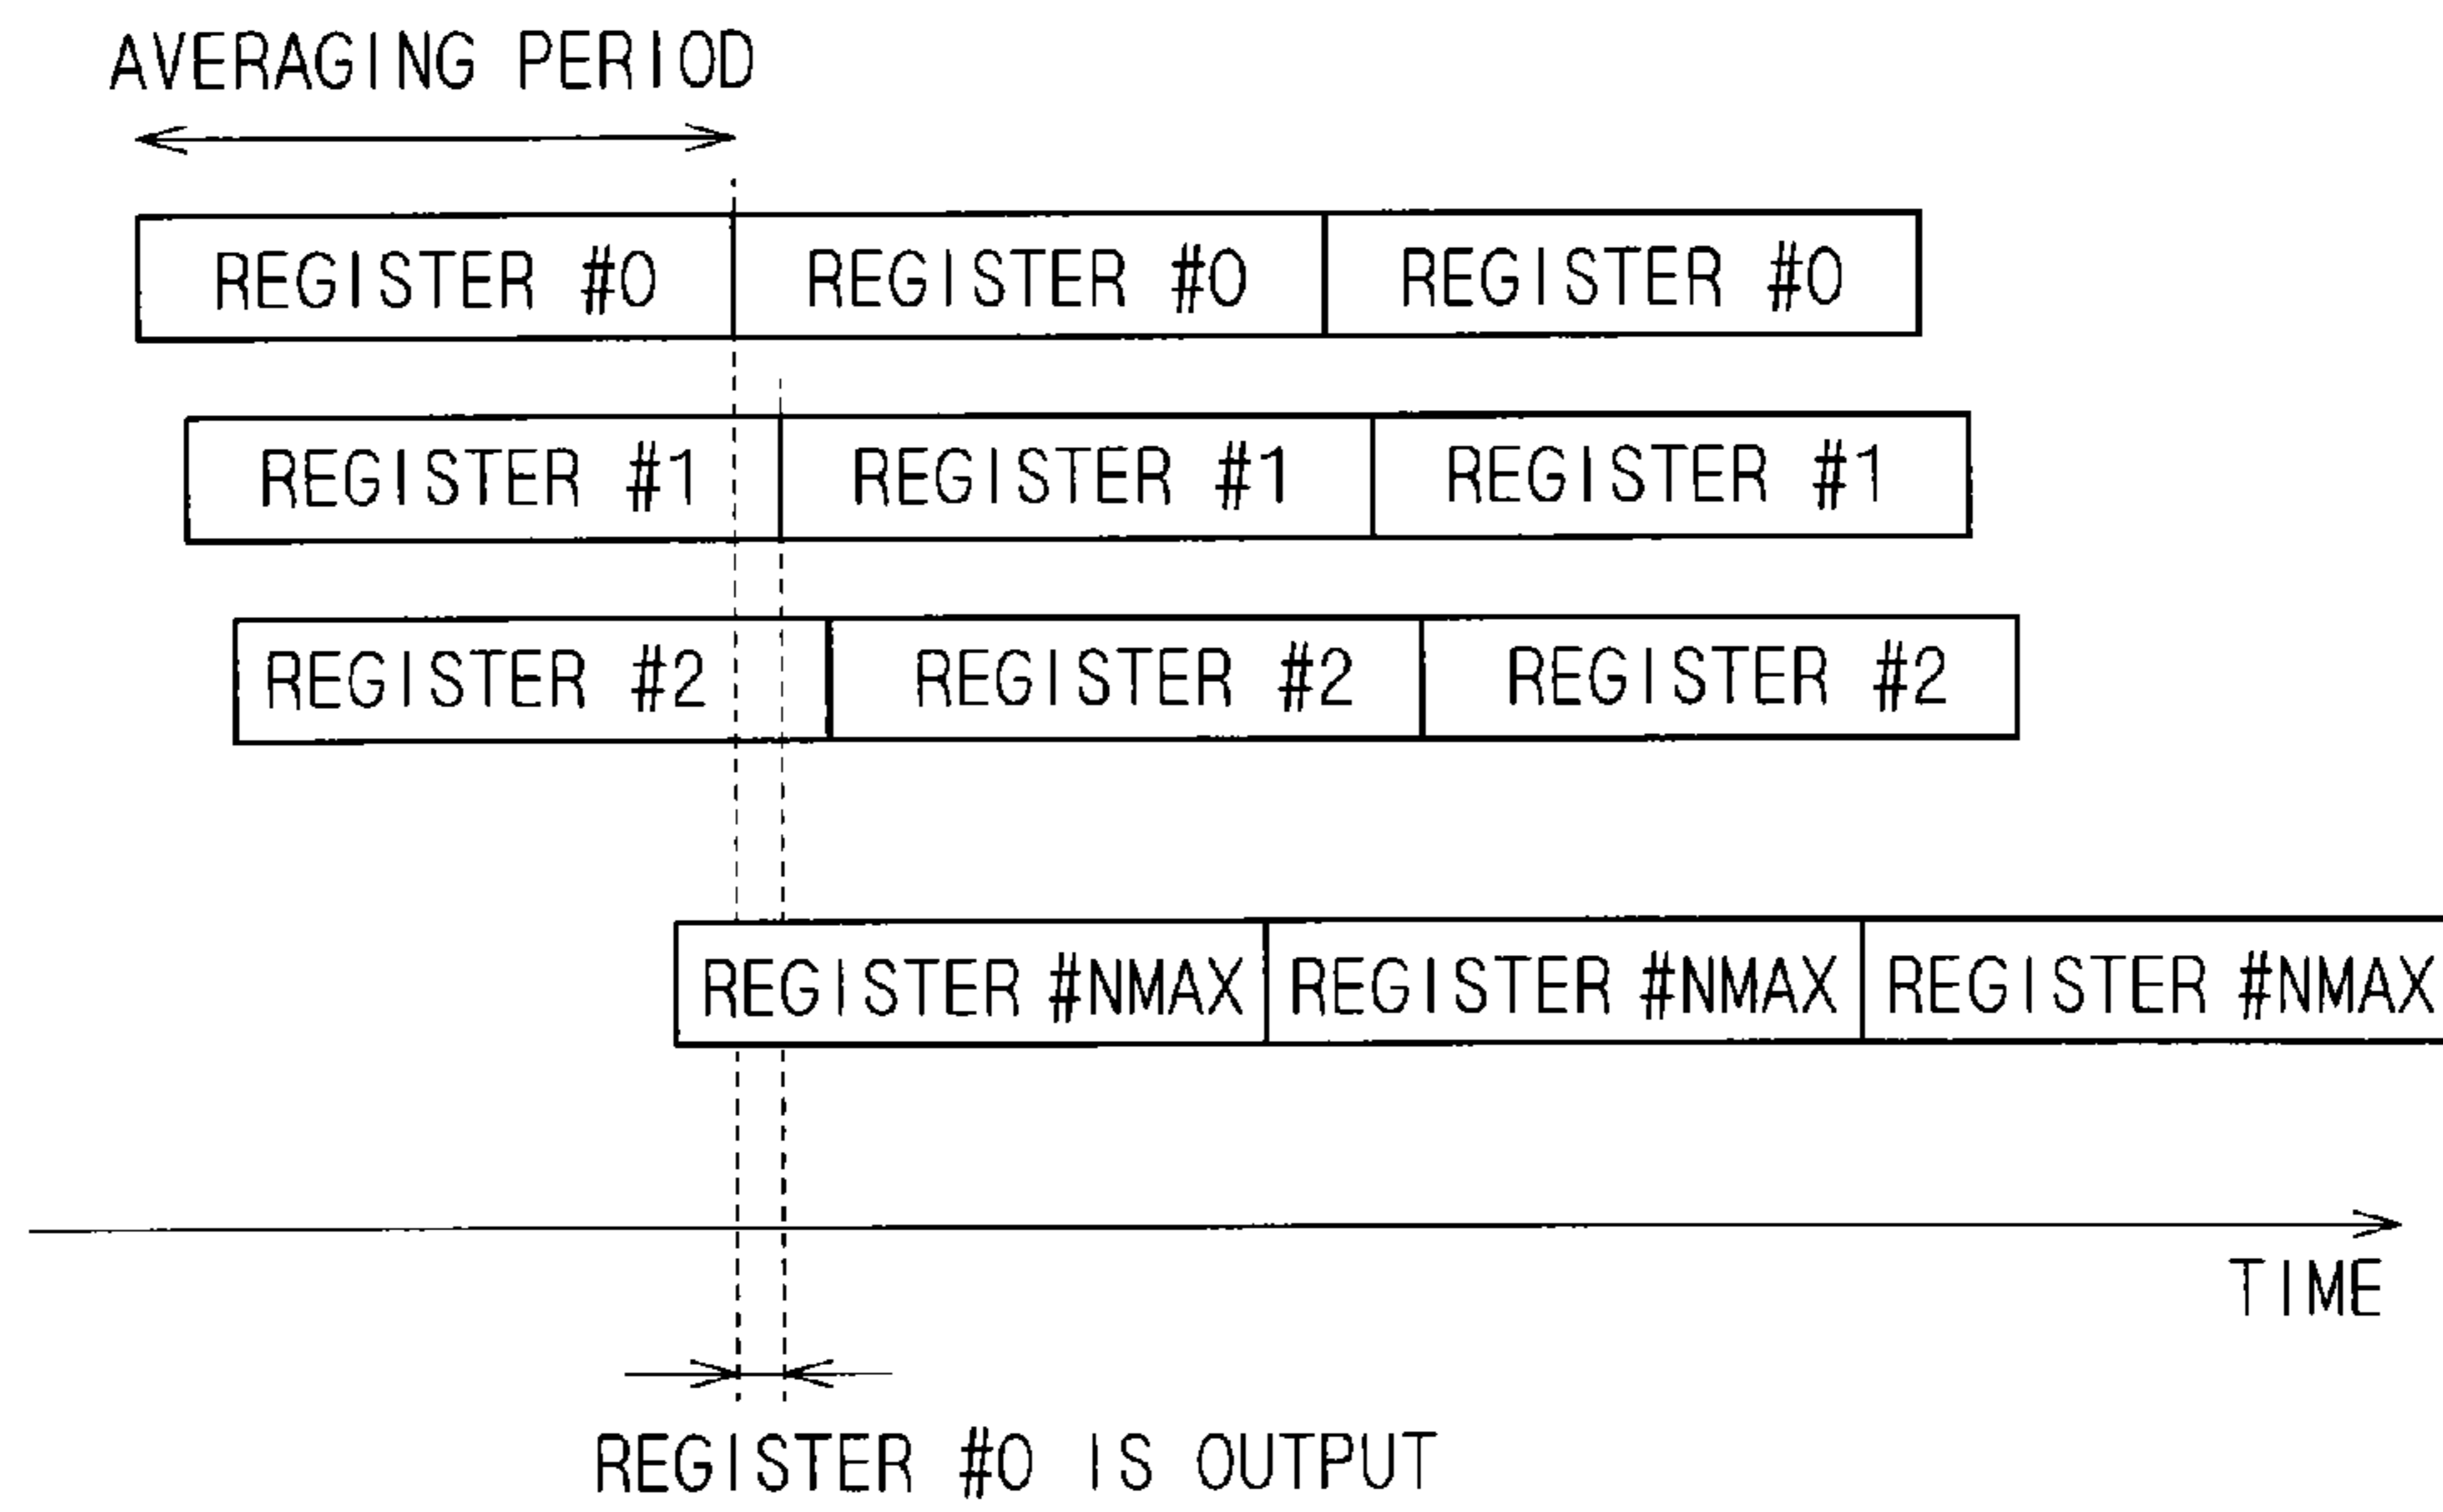 AVERAGING PERIOD
REGISTER #0 REGISTER #0 REGISTER #0
REGISTER #1 REGISTER #1 REGISTER #1
REGISTER #2 REGISTER #2 REGISTER #2
REGISTER #NMAX REGISTER #NMAX REGISTER #NMAX
TIME
REGISTER #0 IS OUTPUT